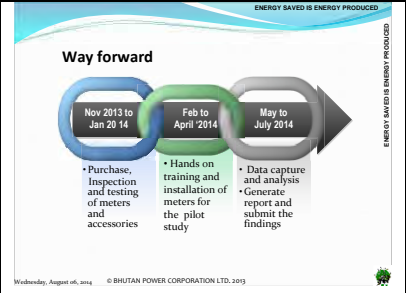 ENERGY SAVED IS ENERGY PRODUCED
ENERGY SAVED IS ENERGY PRODUCED
Way forward
Nov 2013 to
Jan 20 14
Feb to
April ‘2014
May to
July 2014
•Purchase,
Inspection
and testing
of meters
and
accessories
• Hands on
training and
installation of
meters for
the pilot
study
• Data capture
and analysis
•Generate
report and
submit the
findings
Wednesday, August 06, 2014 © BHUTAN POWER CORPORATION LTD. 2013